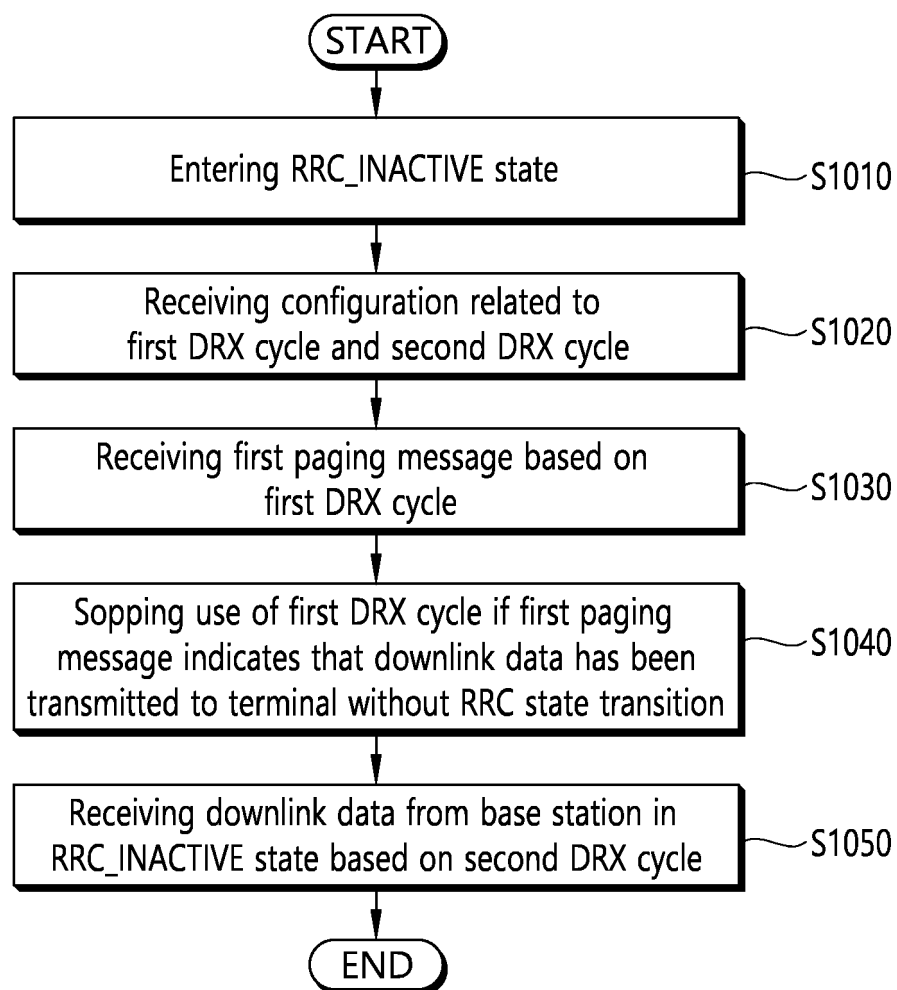 START
Entering RRC_INACTIVE state
S1010
Receiving configuration related to
first DRX cycle and second DRX cycle
S1020
Receiving first paging message based on
first DRX cycle
S1030
Sopping use of first DRX cycle if first paging
message indicates that downlink data has been
transmitted to terminal without RRC state transition
S1040
Receiving downlink data from base station in
RRC_INACTIVE state based on second DRX cycle
S1050
END